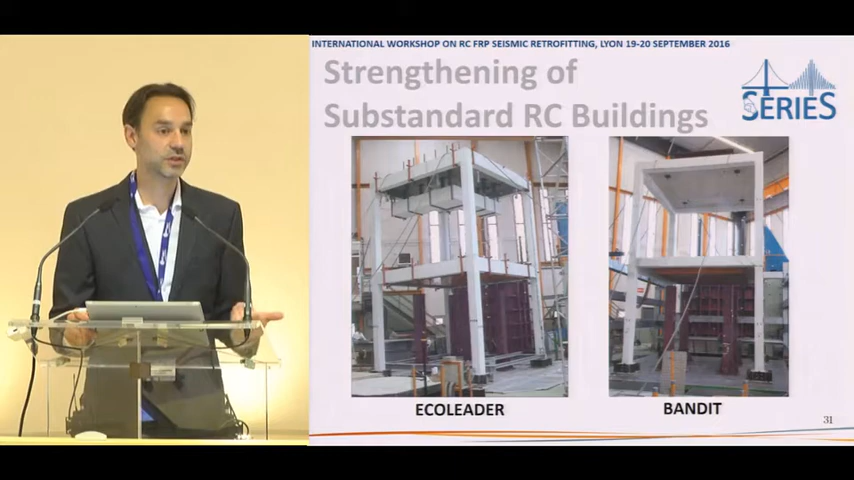 INTERNATIONAL WORKSHOP ON RC FRP SEISMIC RETROFITTING, LYON 19-20 SEPTEMBER 2016
Strengthening of
Substandard RC Buildings
SERIES
ECOLEADER
BANDIT
31